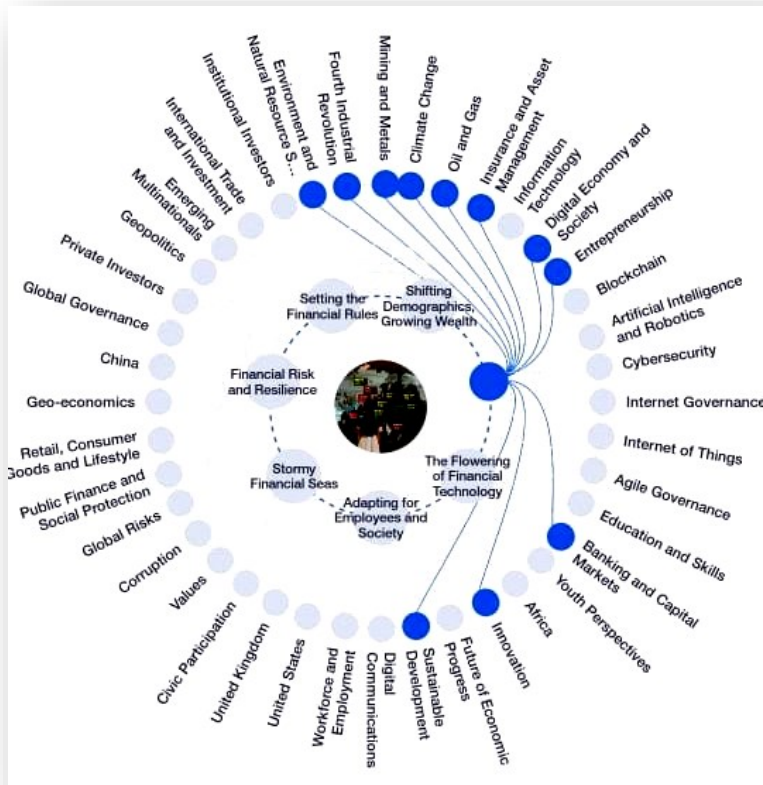 Environment and
Natural Resource S...
Fourth Industrial
Revolution
Mining and Metals
Climate Change
Oil and Gas
Insurance and Asset
Management
Information
Technology
Digital Economy and
Society
Entrepreneurship
Blockchain
Artificial Intelligence
and Robotics
Cybersecurity
Internet Governance
Internet of Things
Agile Governance
Education and Skills
Banking and Capital
Markets
Youth Perspectives
Africa
Innovation
Future of Economic
Progress
Sustainable
Development
Digital
Communications
Workforce and
Employment
United States
United Kingdom
Civic Participation
Values
Corruption
Global Risks
Public Finance and
Social Protection
Retail, Consumer
Goods and Lifestyle
Geo-economics
China
Global Governance
Private Investors
Geopolitics
Emerging
Multinationals
International Trade
and Investment
Institutional Investors
Setting the
Financial Rules
Shifting
Demographics,
Growing Wealth
Financial Risk
and Resilience
The Flowering
of Financial
Technology
Stormy
Financial Seas
Adapting for
Employees and
Society